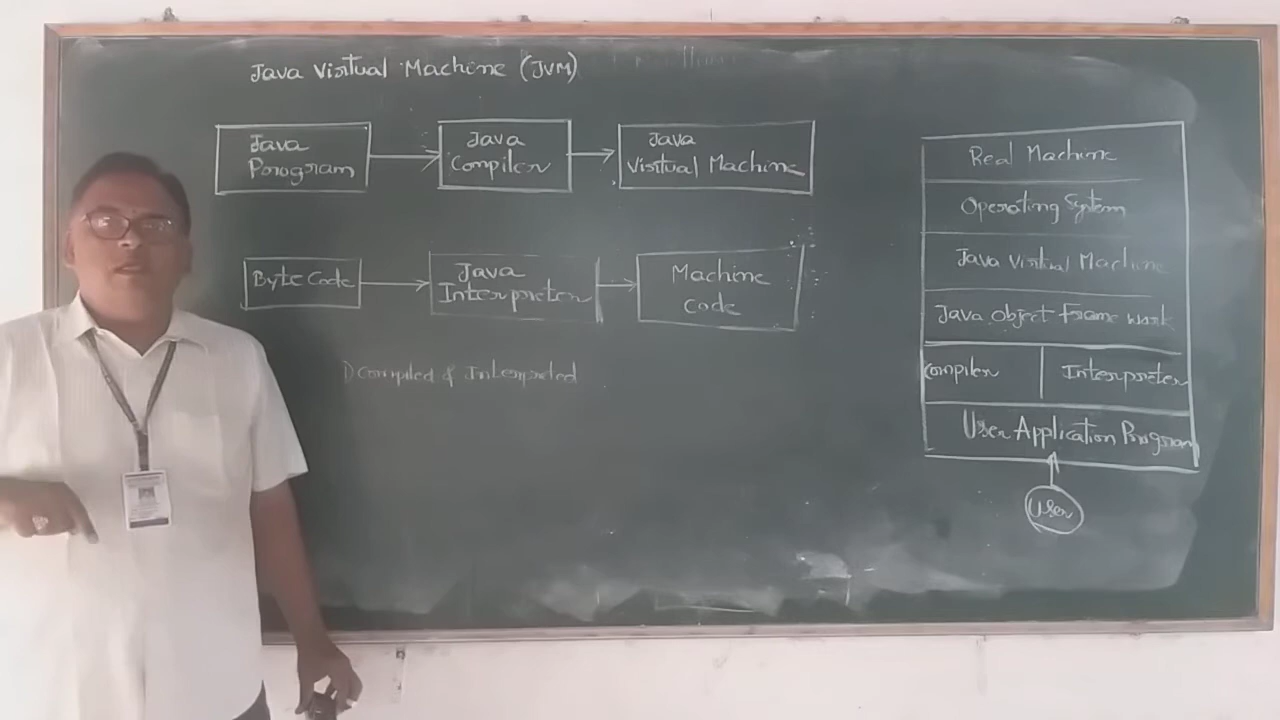 Java Virtual Machine (JVM)
Java
Program
Java
Compiler
Java
Virtual Machine
Byte Code
Java
Interpreter
Machine
code
1) Compiled & Interpreted
Real Machine
Operating System
Java Virtual Machine
Java object Frame work
Compiler
Interpreter
User Application Program
User